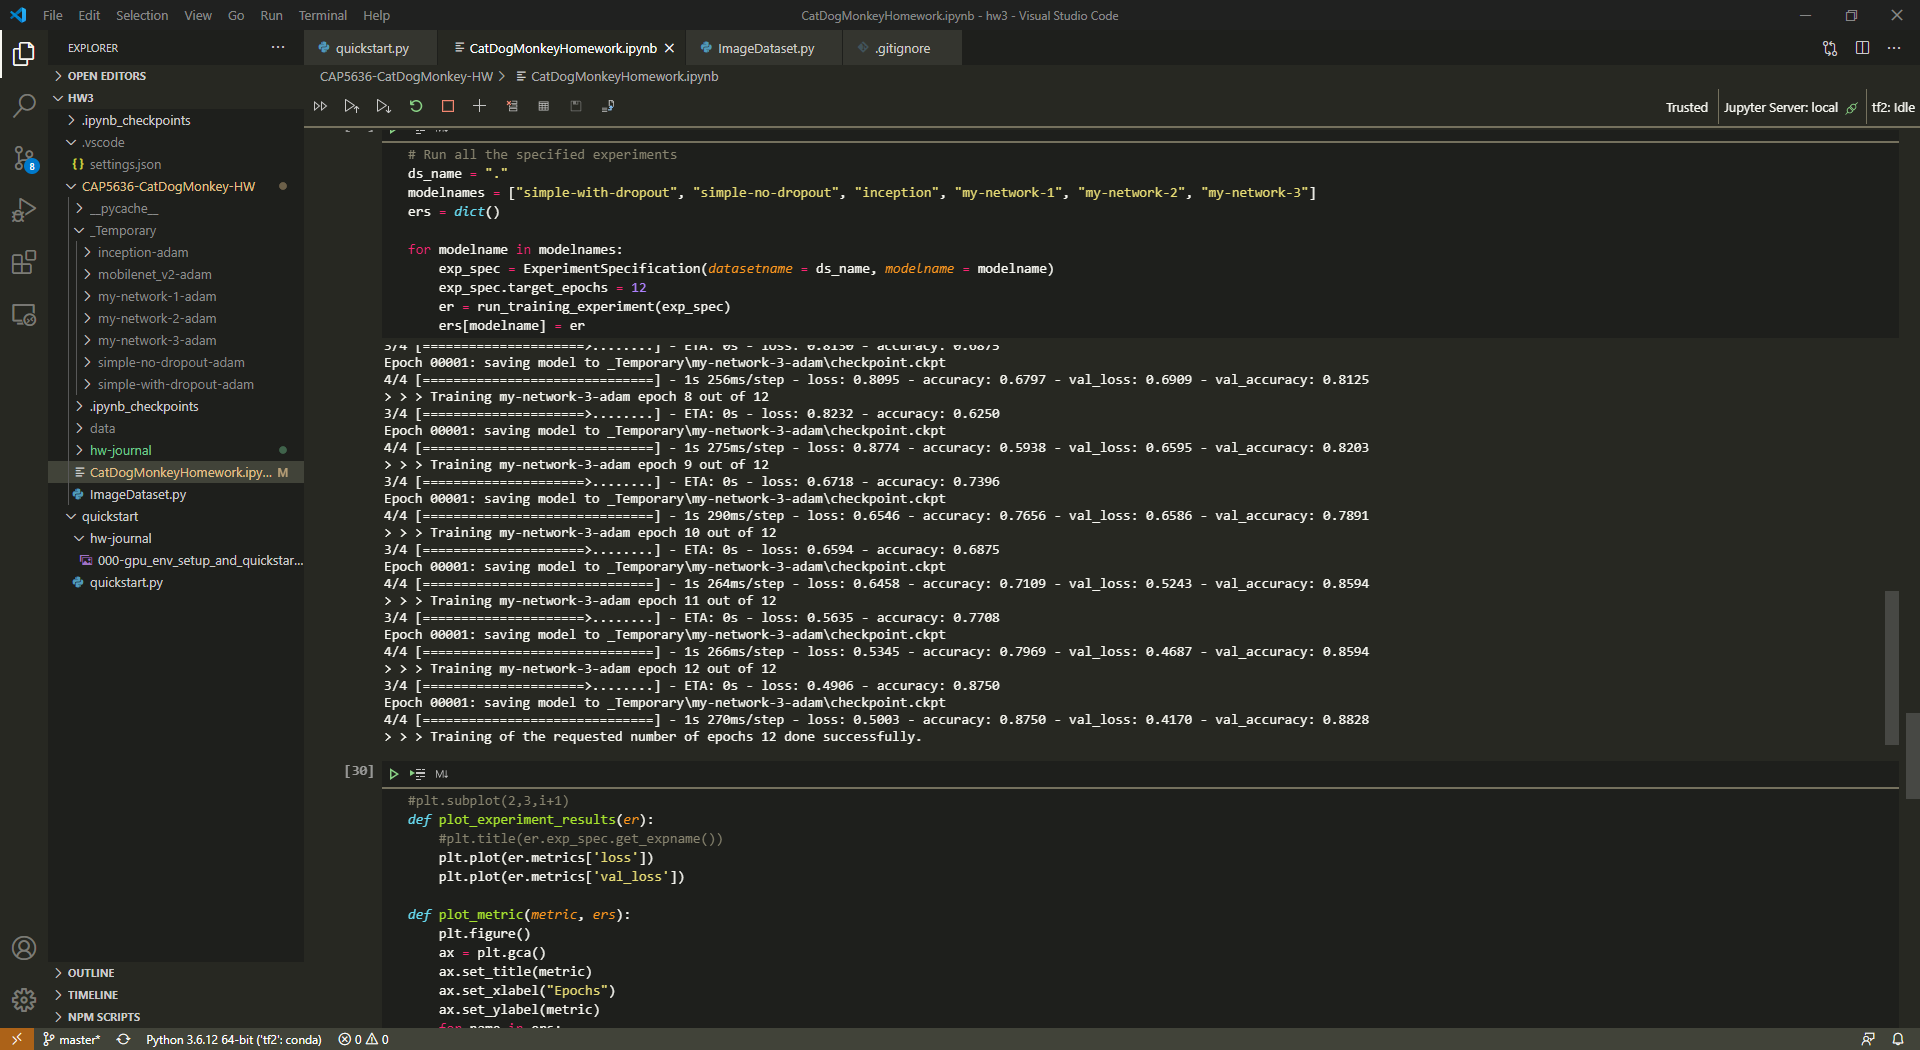 File Edit Selection View Go Run Terminal Help
CatDogMonkeyHomework.ipynb - hw3 - Visual Studio Code
EXPLORER
OPEN EDITORS
HW3
.ipynb_checkpoints
.vscode
{} settings.json
CAP5636-CatDogMonkey-HW
__pycache__
_Temporary
inception-adam
mobilenet_v2-adam
my-network-1-adam
my-network-2-adam
my-network-3-adam
simple-no-dropout-adam
simple-with-dropout-adam
.ipynb_checkpoints
data
hw-journal
CatDogMonkeyHomework.ipy... M
ImageDataset.py
quickstart
hw-journal
000-gpu_env_setup_and_quickstar...
quickstart.py
OUTLINE
TIMELINE
NPM SCRIPTS
8
quickstart.py CatDogMonkeyHomework.ipynb ImageDataset.py .gitignore
CAP5636-CatDogMonkey-HW > CatDogMonkeyHomework.ipynb
Trusted Jupyter Server: local tf2: Idle
# Run all the specified experiments
ds_name = "."
modelnames = ["simple-with-dropout", "simple-no-dropout", "inception", "my-network-1", "my-network-2", "my-network-3"]
ers = dict()
for modelname in modelnames:
exp_spec = ExperimentSpecification(datasetname = ds_name, modelname = modelname)
exp_spec.target_epochs = 12
er = run_training_experiment(exp_spec)
ers[modelname] = er
3/4 [=====================>........] - ETA: 0s - loss: 0.8130 - accuracy: 0.6875
Epoch 00001: saving model to _Temporary\my-network-3-adam\checkpoint.ckpt
4/4 [==============================] - 1s 256ms/step - loss: 0.8095 - accuracy: 0.6797 - val_loss: 0.6909 - val_accuracy: 0.8125
> > > Training my-network-3-adam epoch 8 out of 12
3/4 [=====================>........] - ETA: 0s - loss: 0.8232 - accuracy: 0.6250
Epoch 00001: saving model to _Temporary\my-network-3-adam\checkpoint.ckpt
4/4 [==============================] - 1s 275ms/step - loss: 0.8774 - accuracy: 0.5938 - val_loss: 0.6595 - val_accuracy: 0.8203
> > > Training my-network-3-adam epoch 9 out of 12
3/4 [=====================>........] - ETA: 0s - loss: 0.6718 - accuracy: 0.7396
Epoch 00001: saving model to _Temporary\my-network-3-adam\checkpoint.ckpt
4/4 [==============================] - 1s 290ms/step - loss: 0.6546 - accuracy: 0.7656 - val_loss: 0.6586 - val_accuracy: 0.7891
> > > Training my-network-3-adam epoch 10 out of 12
3/4 [=====================>........] - ETA: 0s - loss: 0.6594 - accuracy: 0.6875
Epoch 00001: saving model to _Temporary\my-network-3-adam\checkpoint.ckpt
4/4 [==============================] - 1s 264ms/step - loss: 0.6458 - accuracy: 0.7109 - val_loss: 0.5243 - val_accuracy: 0.8594
> > > Training my-network-3-adam epoch 11 out of 12
3/4 [=====================>........] - ETA: 0s - loss: 0.5635 - accuracy: 0.7708
Epoch 00001: saving model to _Temporary\my-network-3-adam\checkpoint.ckpt
4/4 [==============================] - 1s 266ms/step - loss: 0.5345 - accuracy: 0.7969 - val_loss: 0.4687 - val_accuracy: 0.8594
> > > Training my-network-3-adam epoch 12 out of 12
3/4 [=====================>........] - ETA: 0s - loss: 0.4906 - accuracy: 0.8750
Epoch 00001: saving model to _Temporary\my-network-3-adam\checkpoint.ckpt
4/4 [==============================] - 1s 270ms/step - loss: 0.5003 - accuracy: 0.8750 - val_loss: 0.4170 - val_accuracy: 0.8828
> > > Training of the requested number of epochs 12 done successfully.
[30] M↓
#plt.subplot(2,3,i+1)
def plot_experiment_results(er):
#plt.title(er.exp_spec.get_expname())
plt.plot(er.metrics['loss'])
plt.plot(er.metrics['val_loss'])
def plot_metric(metric, ers):
plt.figure()
ax = plt.gca()
ax.set_title(metric)
ax.set_xlabel("Epochs")
ax.set_ylabel(metric)
for name in ers:
master* Python 3.6.12 64-bit ('tf2': conda) 0 0